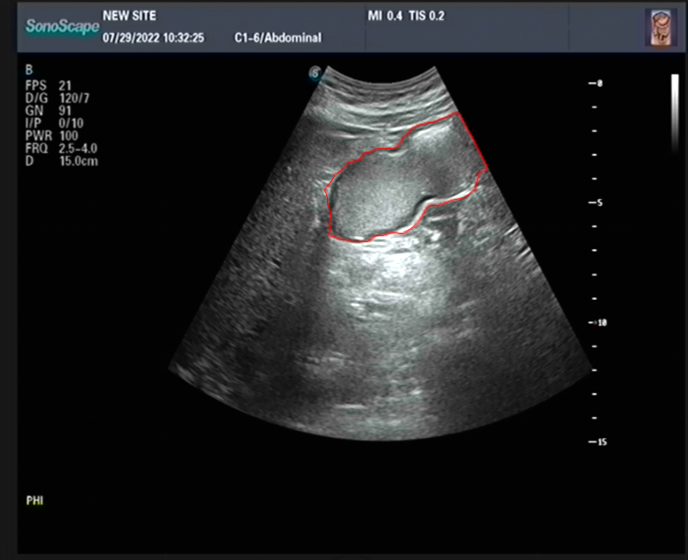 SonoScape
NEW SITE
07/29/2022 10:32:25 C1-6/Abdominal
MI 0.4 TIS 0.2
B
FPS 21
D/G 120/7
GN 91
I/P 0/10
PWR 100
FRQ 2.5-4.0
D 15.0cm
S
0
5
10
15
PHI